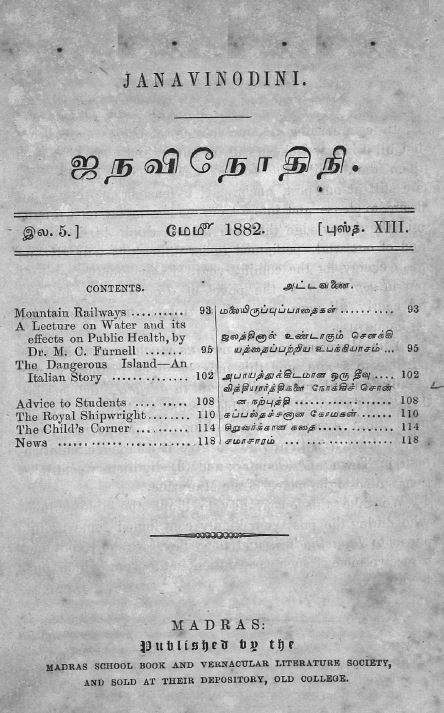 JANAVINODINI.
ஜநவிநோதிநி.
இல. 5.] மேமீ 1882. [புஸ்த. XIII.
CONTENTS.
Mountain Railways .......... 93
A Lecture on Water and its
effects on Public Health, by
Dr. M. C. Furnell ....... 95
The Dangerous Island—An
Italian Story .............. 102
Advice to Students .... ..... 108
The Royal Shipwright........ 110
The Child's Corner .......... 114
News ...................... 118
அட்டவணை.
மலையிருப்புப்பாதைகள் .......... 93
ஜலத்தினால் உண்டாகும் சௌக்கி
யத்தைப்பற்றிய உபக்கியாசம் ... 95
அபாயத்துக்கிடமான ஒரு தீவு .... 102
வித்தியார்த்திகளை நோக்கிச் சொன்
ன நற்புத்தி .................. 108
கப்பல்தச்சனான கோமகன் ...... 110
சிறுவர்க்கான கதை ............... 114
சமாசாரம் ....................... 118
MADRAS:
Published by the
MADRAS SCHOOL BOOK AND VERNACULAR LITERATURE SOCIETY,
AND SOLD AT THEIR DEPOSITORY, OLD COLLEGE.